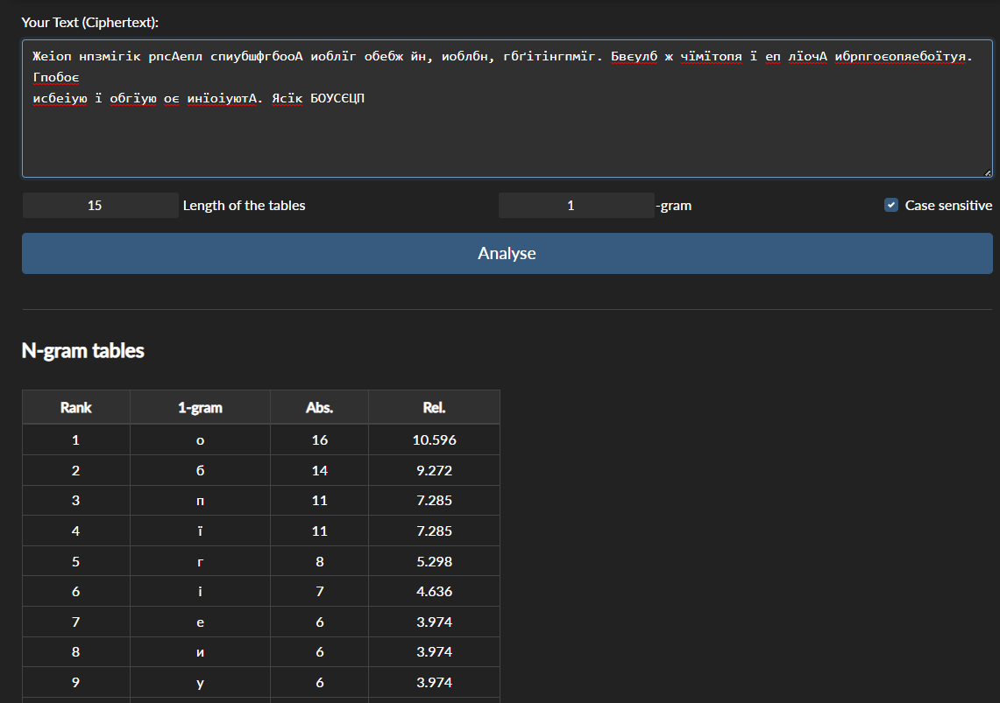 Your Text (Ciphertext):
Жеіоп нпзмігік рпсАепл спиубшфгбооА иоблїг обебж йн, иоблбн, гбґітінгпмїг. Бвєулб ж чїмїтопя ї еп лїочА ибрпгоєопяебоїтуя. Гпобоє
исбеіую ї обгїую оє инїоіуютА. Ясїк БОУСЄЦП
15 Length of the tables 1 -gram Case sensitive
Analyse
N-gram tables
Rank 1-gram Abs. Rel.
1 о 16 10.596
2 б 14 9.272
3 п 11 7.285
4 ї 11 7.285
5 г 8 5.298
6 і 7 4.636
7 е 6 3.974
8 и 6 3.974
9 у 6 3.974